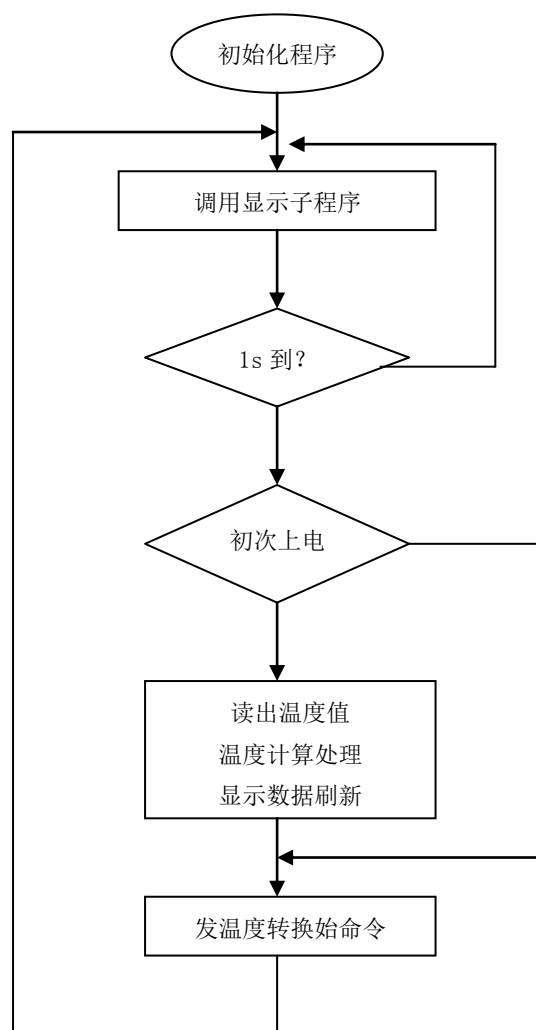 初始化程序
调用显示子程序
1s 到?
初次上电
读出温度值
温度计算处理
显示数据刷新
发温度转换始命令